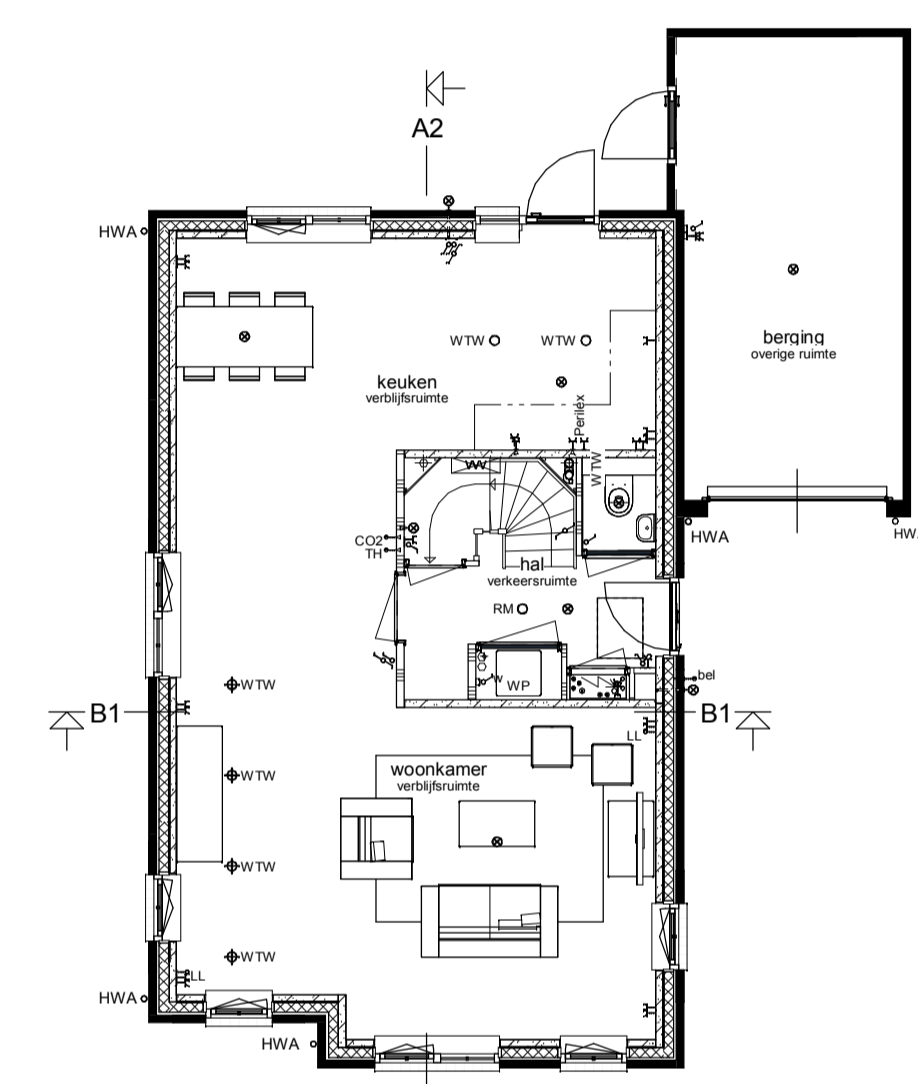 A2
HWA
WTW
WTW
berging
overige ruimte
keuken
verblijfsruimte
Perilex
WTW
HWA
HW
CO2
TH
hal
verkeersruimte
RM
WP
bel
WTW
B1
B1
LL
woonkamer
verblijfsruimte
WTW
WTW
WTW
LL
HWA
HWA